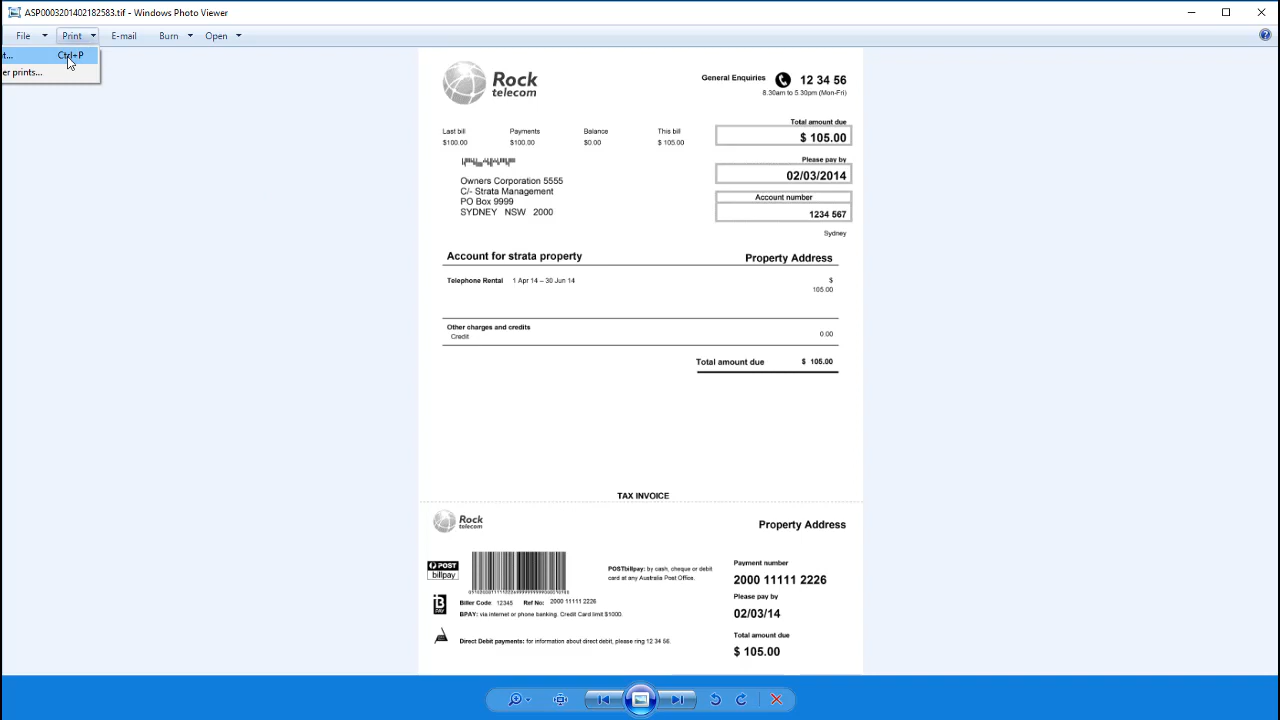 ASP0003201402182583.tif - Windows Photo Viewer
File Print E-mail Burn Open
t... Ctrl+P
er prints...
Rock telecom
General Enquiries 12 34 56
8.30am to 5.30pm (Mon-Fri)
Total amount due
$ 105.00
Last bill Payments Balance This bill
$100.00 $100.00 $0.00 $ 105.00
Please pay by
02/03/2014
Owners Corporation 5555
C/- Strata Management
PO Box 9999
SYDNEY NSW 2000
Account number
1234 567
Sydney
Account for strata property Property Address
Telephone Rental 1 Apr 14 – 30 Jun 14 $
105.00
Other charges and credits
Credit 0.00
Total amount due $ 105.00
TAX INVOICE
Rock telecom
Property Address
POST billpay
POSTbillpay: by cash, cheque or debit
card at any Australia Post Office.
Payment number
2000 11111 2226
Please pay by
02/03/14
B PAY
Biller Code: 12345 Ref No: 2000 11111 2226
BPAY: via internet or phone banking. Credit Card limit $1000.
Direct Debit payments: for information about direct debit, please ring 12 34 56.
Total amount due
$ 105.00